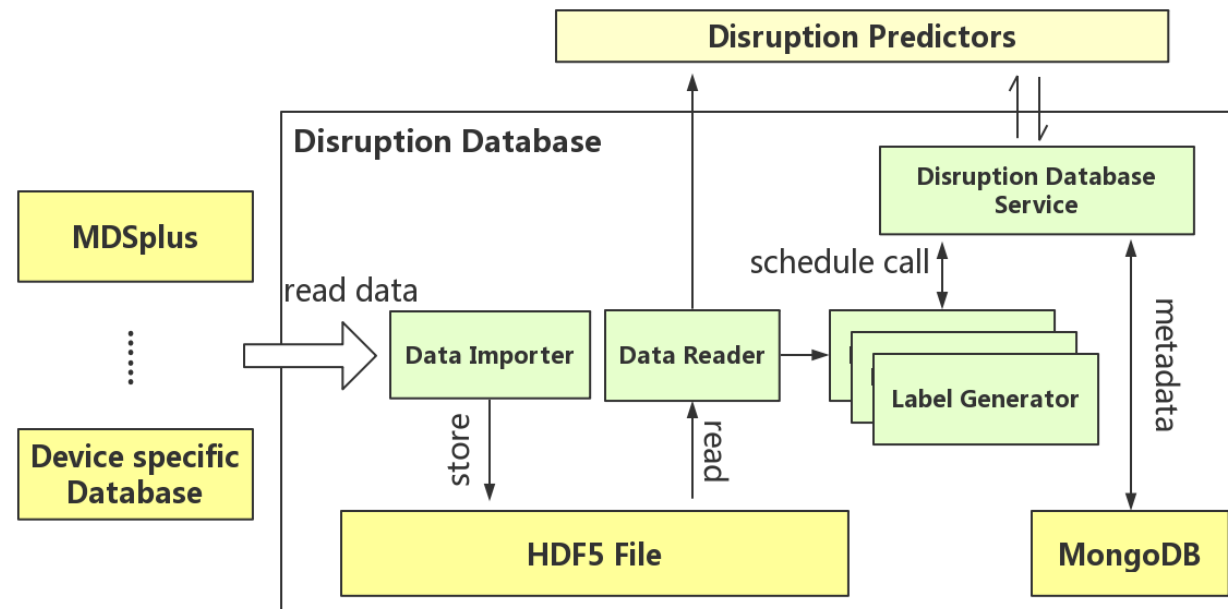 Disruption Predictors
Disruption Database
MDSplus
Device specific
Database
read data
Data Importer
Data Reader
Disruption Database
Service
schedule call
Label Generator
metadata
store
read
HDF5 File
MongoDB